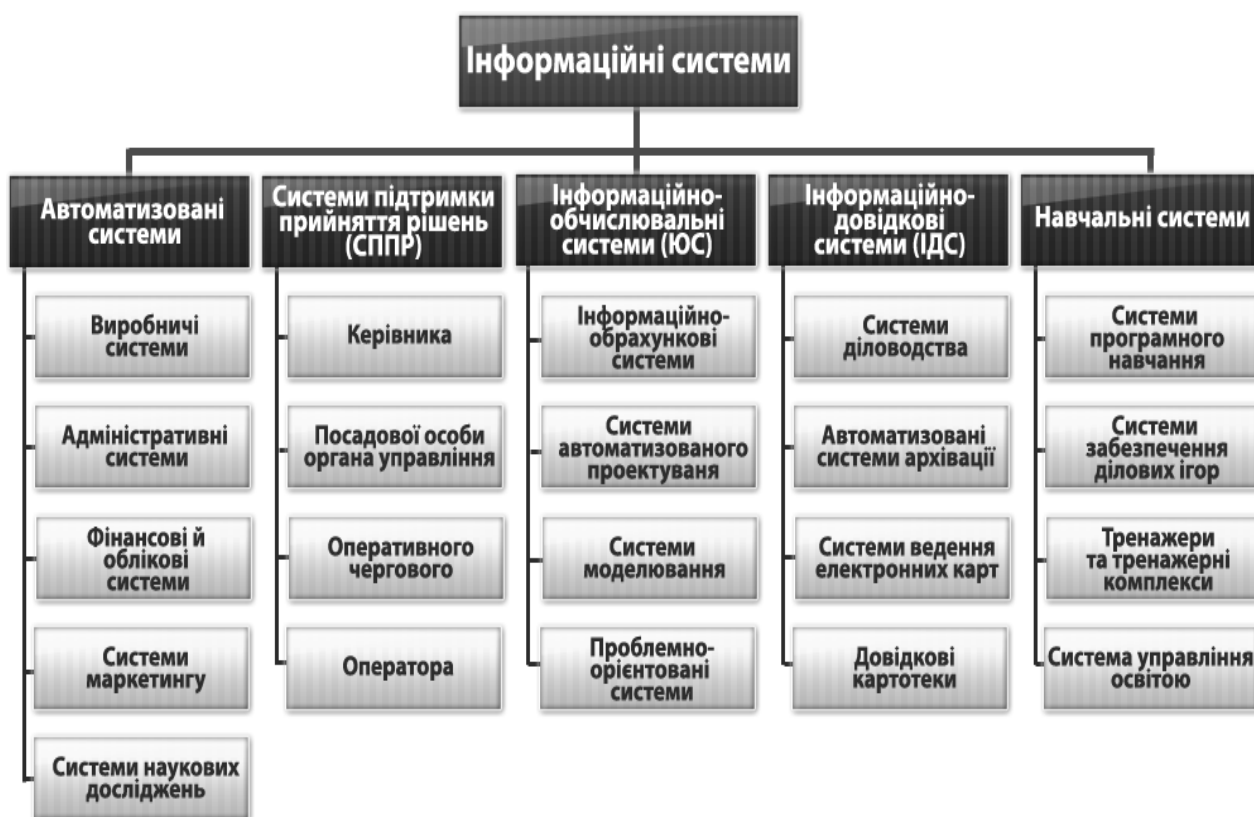 Інформаційні системи
Автоматизовані
системи
Виробничі
системи
Адміністративні
системи
Фінансові й
облікові
системи
Системи
маркетингу
Системи наукових
досліджень
Системи підтримки
прийняття рішень
(СППР)
Керівника
Посадової особи
органа управління
Оперативного
чергового
Оператора
Інформаційно-
обчислювальні
системи (ЮС)
Інформаційно-
обрахункові
системи
Системи
автоматизованого
проектуваня
Системи
моделювання
Проблемно-
орієнтовані
системи
Інформаційно-
довідкові
системи (ІДС)
Системи
діловодства
Автоматизовані
системи архівації
Системи ведення
електронних карт
Довідкові
картотеки
Навчальні системи
Системи
програмного
навчання
Системи
забезпечення
ділових ігор
Тренажери
та тренажерні
комплекси
Система управління
освітою